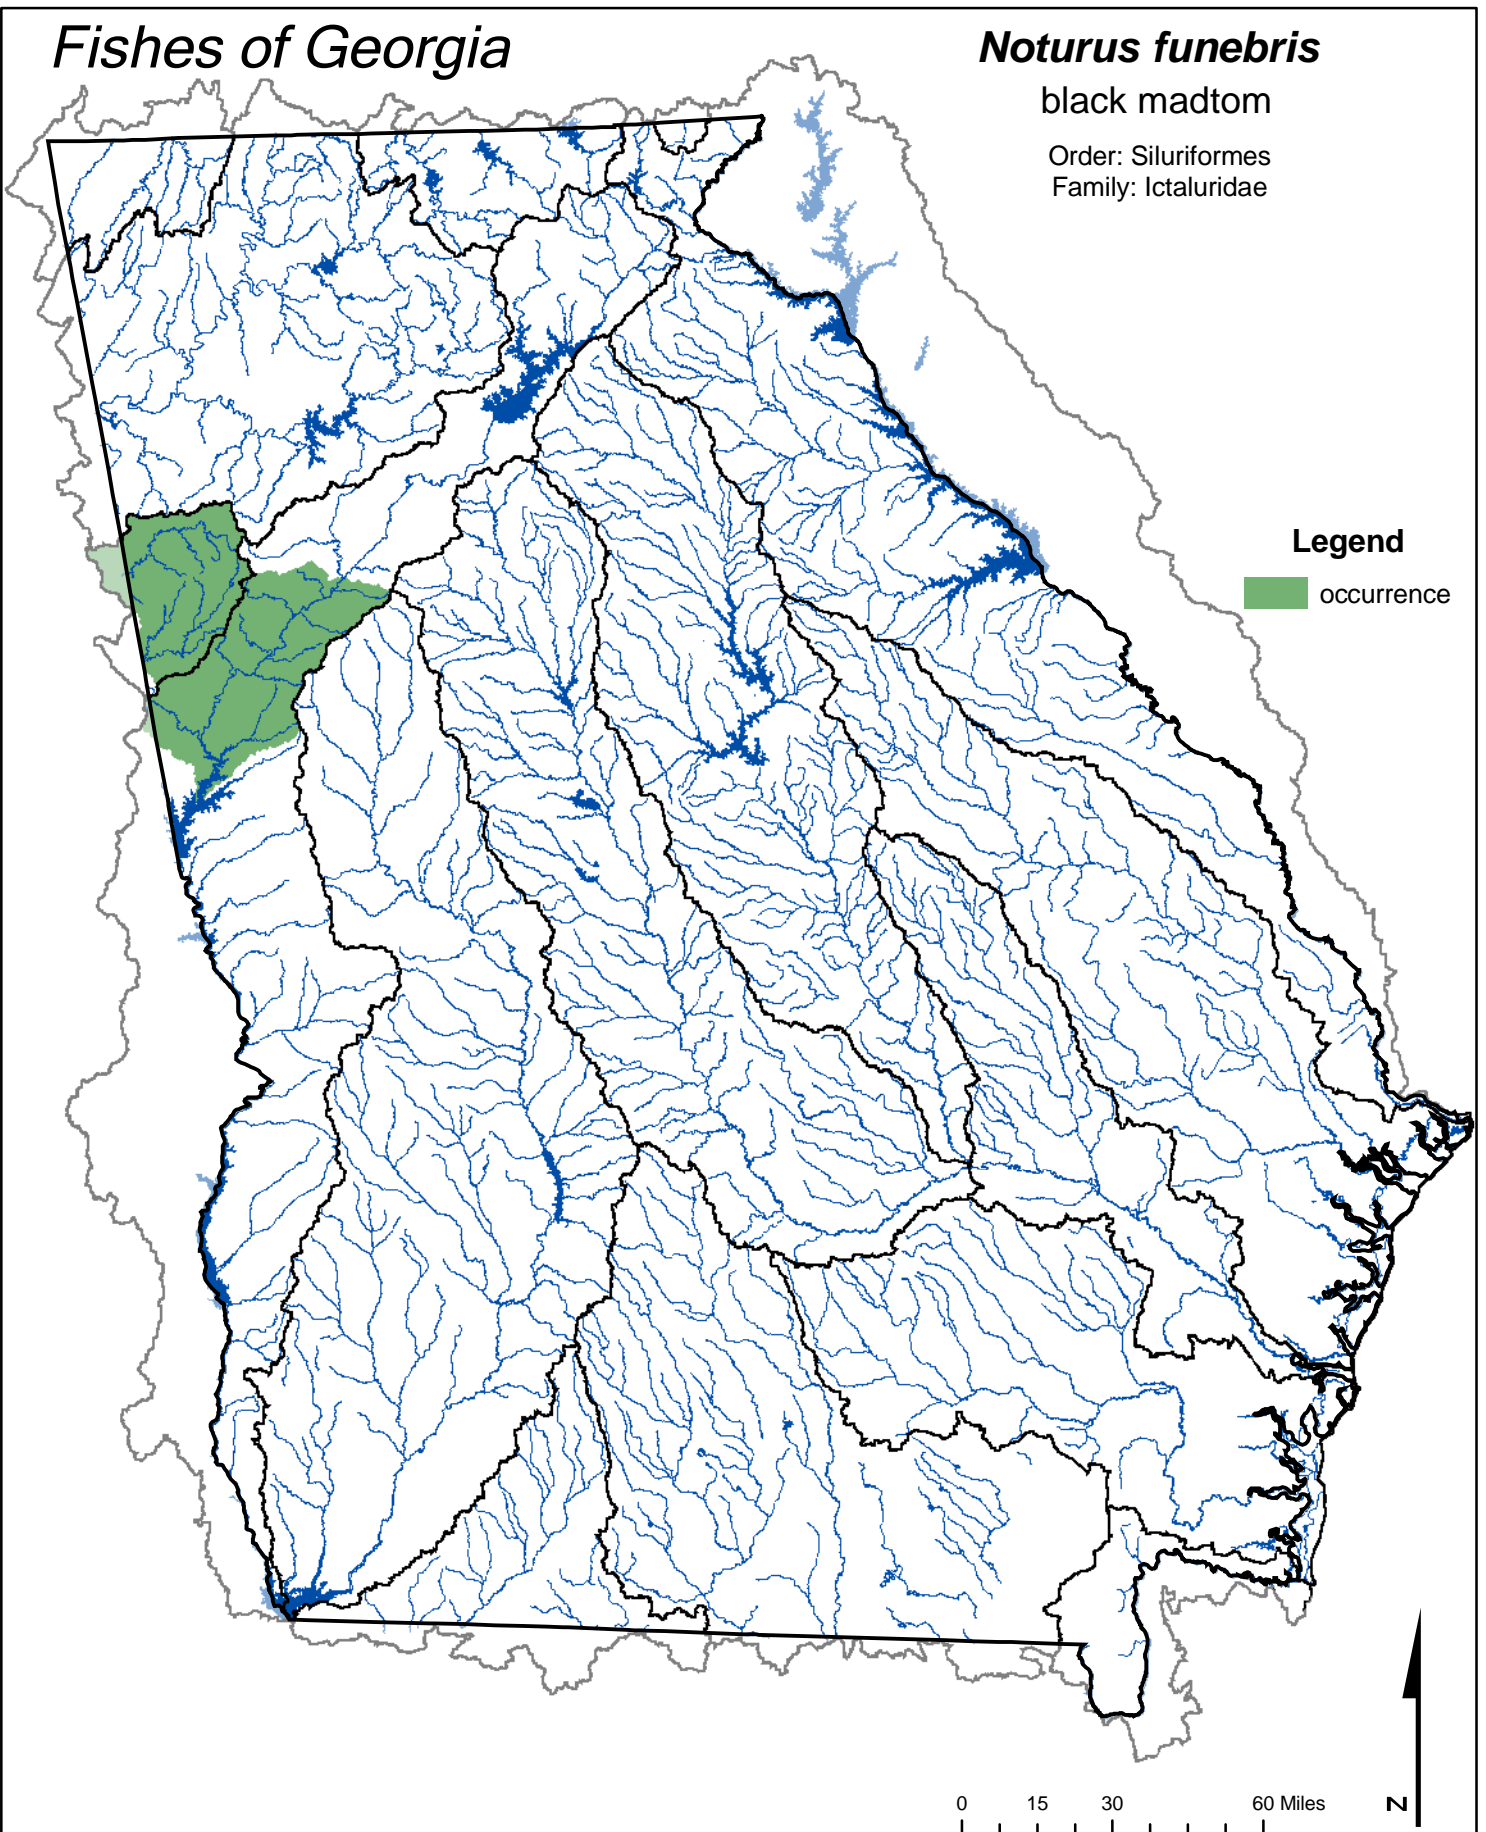 Fishes of Georgia
Noturus funebris
black madtom
Order: Siluriformes
Family: Ictaluridae
Legend
occurrence
0 15 30 60 Miles
N